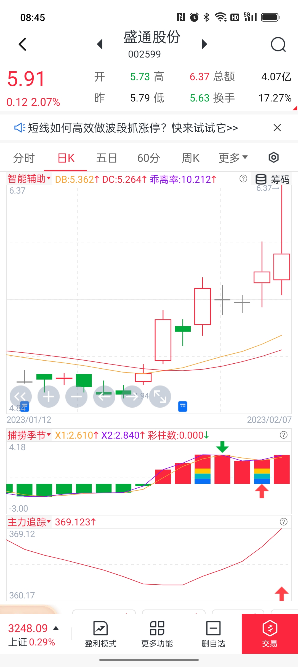 08:45
盛通股份
002599
5.91 开 5.73 高 6.37 总额 4.07亿
0.12 2.07% 昨 5.79 低 5.63 换手 17.27%
短线如何高效做波段抓涨停？快来试试它>>
分时 日K 五日 60分 周K 更多
智能辅助 DB:5.362↑ DC:5.264↑ 乖离率:10.212↑ 筹码
6.37 6.37
2023/01/12 2023/02/07
捕捞季节 X1:2.610↑ X2:2.840↑ 彩柱数:0.000↓
4.18
-3.00
主力追踪 369.123↑
369.12
360.17
3248.09
上证 0.29%
盈利模式
更多功能
删自选
交易